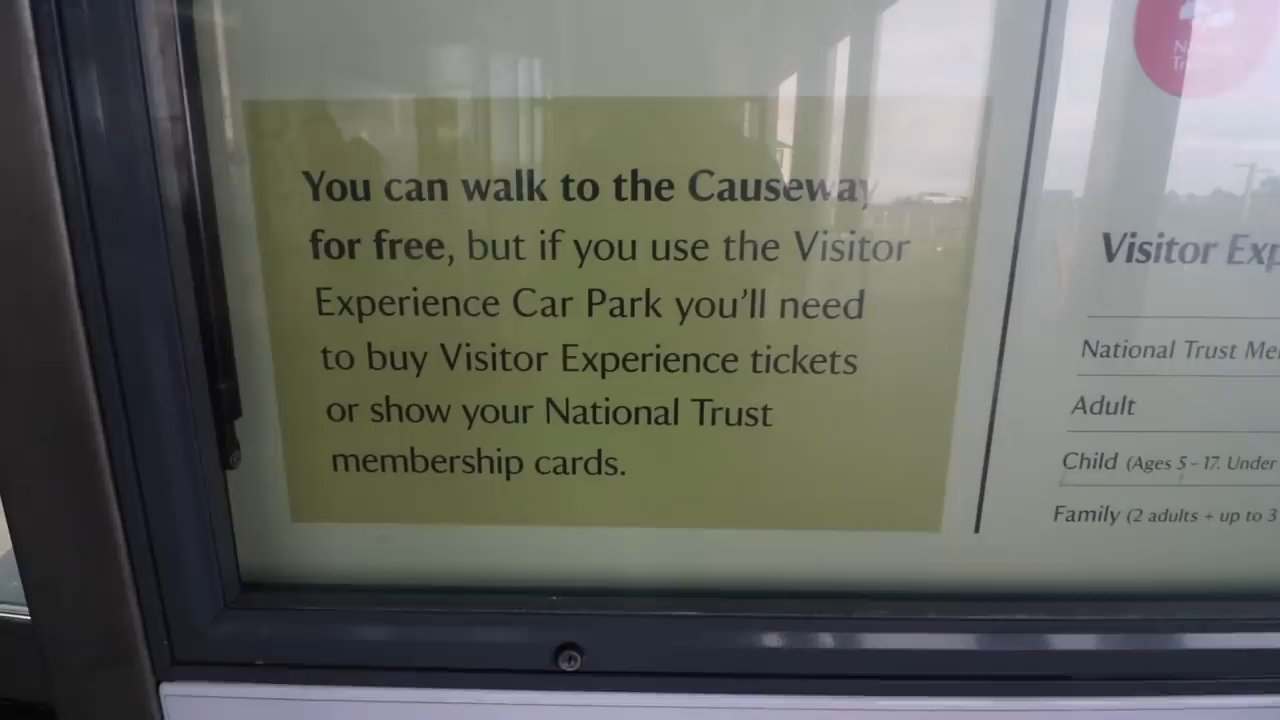 You can walk to the Causeway
for free, but if you use the Visitor
Experience Car Park you'll need
to buy Visitor Experience tickets
or show your National Trust
membership cards.
Visitor
National Trust
Adult
Child (Ages 5 - 17. Under
Family (2 adults + up to 3